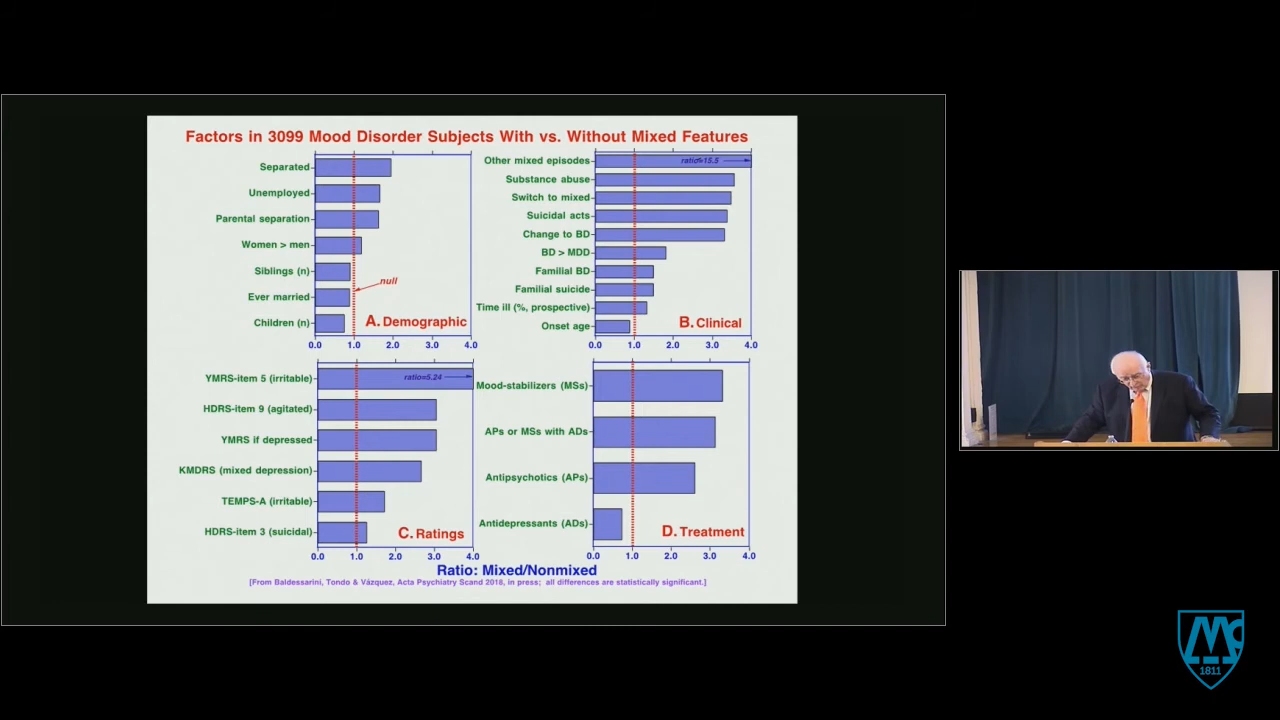 Factors in 3099 Mood Disorder Subjects With vs. Without Mixed Features
Separated
Unemployed
Parental separation
Women > men
Siblings (n)
Ever married
Children (n)
null
A. Demographic
0.0 1.0 2.0 3.0 4.0
Other mixed episodes
ratio=15.5
Substance abuse
Switch to mixed
Suicidal acts
Change to BD
BD > MDD
Familial BD
Familial suicide
Time ill (%, prospective)
Onset age
B. Clinical
0.0 1.0 2.0 3.0 4.0
YMRS-item 5 (irritable)
ratio=5.24
HDRS-item 9 (agitated)
YMRS if depressed
KMDRS (mixed depression)
TEMPS-A (irritable)
HDRS-item 3 (suicidal)
C. Ratings
0.0 1.0 2.0 3.0 4.0
Mood-stabilizers (MSs)
APs or MSs with ADs
Antipsychotics (APs)
Antidepressants (ADs)
D. Treatment
0.0 1.0 2.0 3.0 4.0
Ratio: Mixed/Nonmixed
[From Baldessarini, Tondo & Vázquez, Acta Psychiatry Scand 2018, in press; all differences are statistically significant.]
Mc
1811